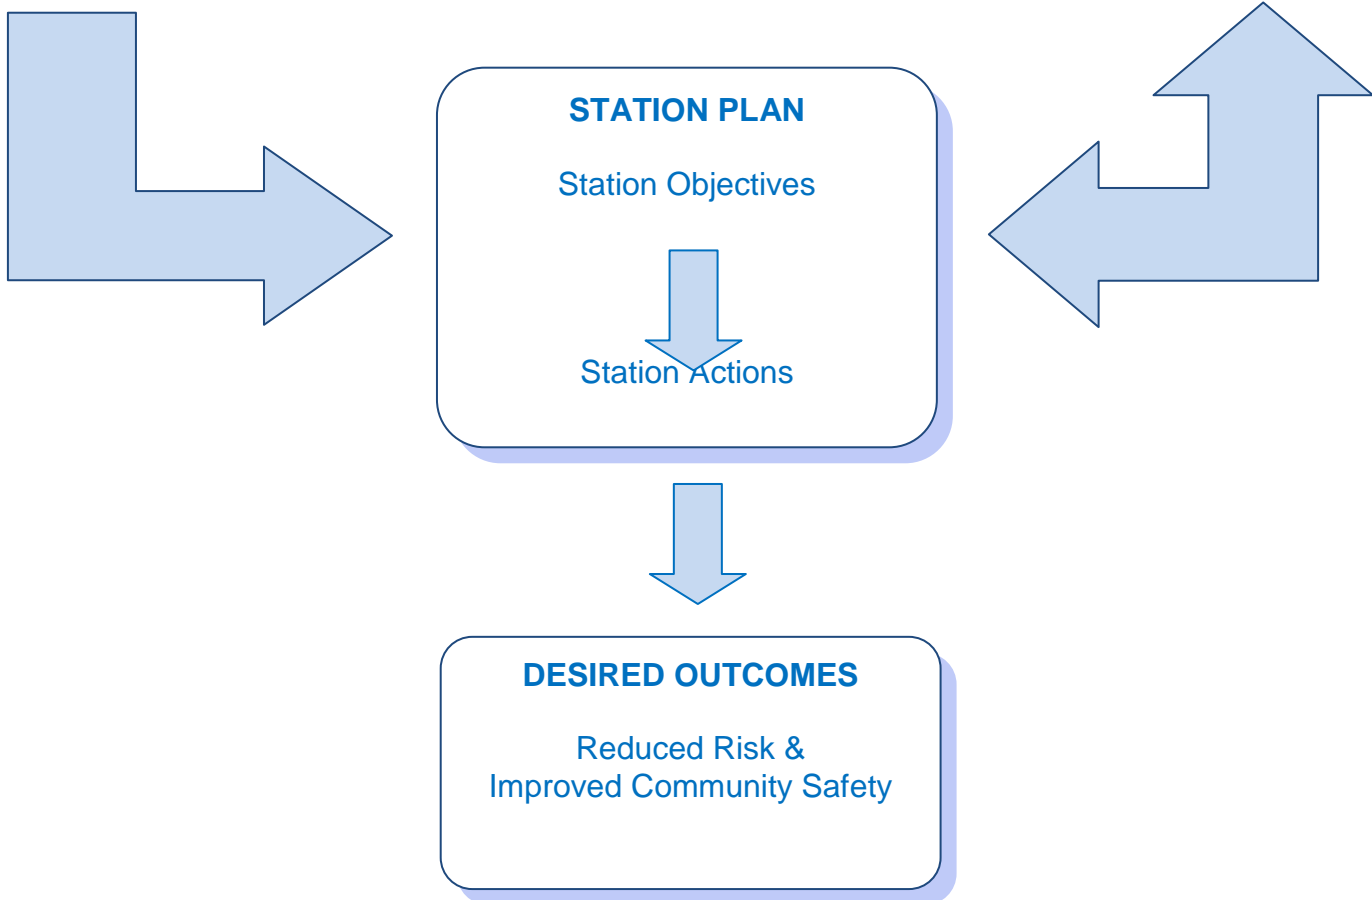 STATION PLAN
Station Objectives
Station Actions
DESIRED OUTCOMES
Reduced Risk &
Improved Community Safety